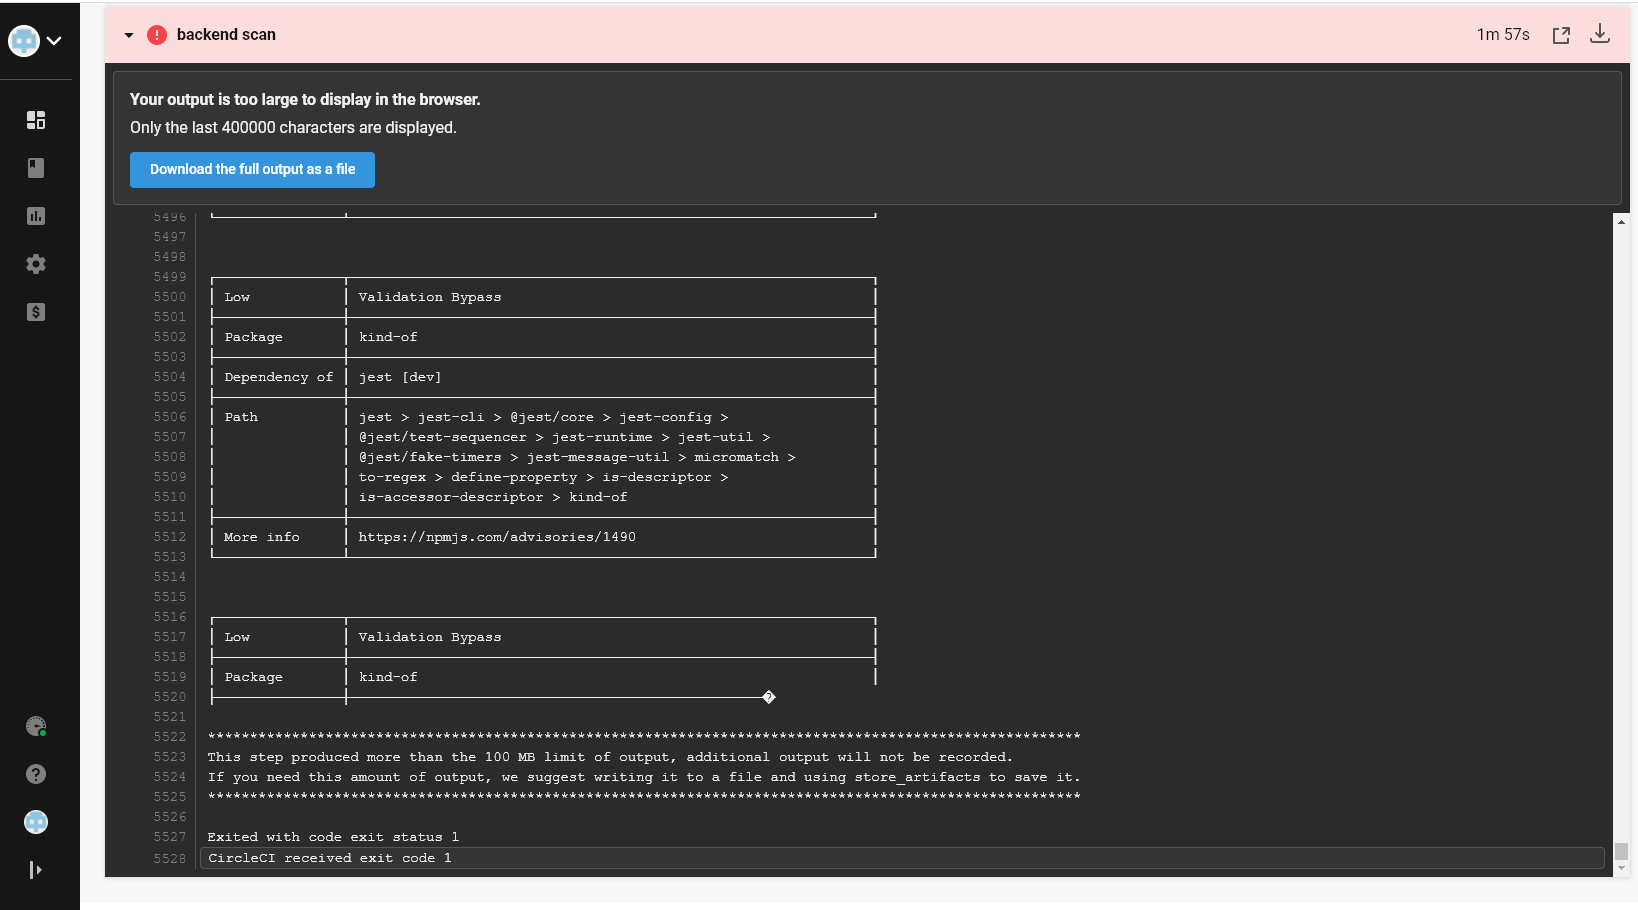 backend scan
1m 57s
Your output is too large to display in the browser.
Only the last 400000 characters are displayed.
Download the full output as a file
5496
5497
5498
5499
5500 Low Validation Bypass
5501
5502 Package kind-of
5503
5504 Dependency of jest [dev]
5505
5506 Path jest > jest-cli > @jest/core > jest-config >
5507 @jest/test-sequencer > jest-runtime > jest-util >
5508 @jest/fake-timers > jest-message-util > micromatch >
5509 to-regex > define-property > is-descriptor >
5510 is-accessor-descriptor > kind-of
5511
5512 More info https://npmjs.com/advisories/1490
5513
5514
5515
5516
5517 Low Validation Bypass
5518
5519 Package kind-of
5520 �
5521
5522 ********************************************************************************************************
5523 This step produced more than the 100 MB limit of output, additional output will not be recorded.
5524 If you need this amount of output, we suggest writing it to a file and using store_artifacts to save it.
5525 ********************************************************************************************************
5526
5527 Exited with code exit status 1
5528 CircleCI received exit code 1